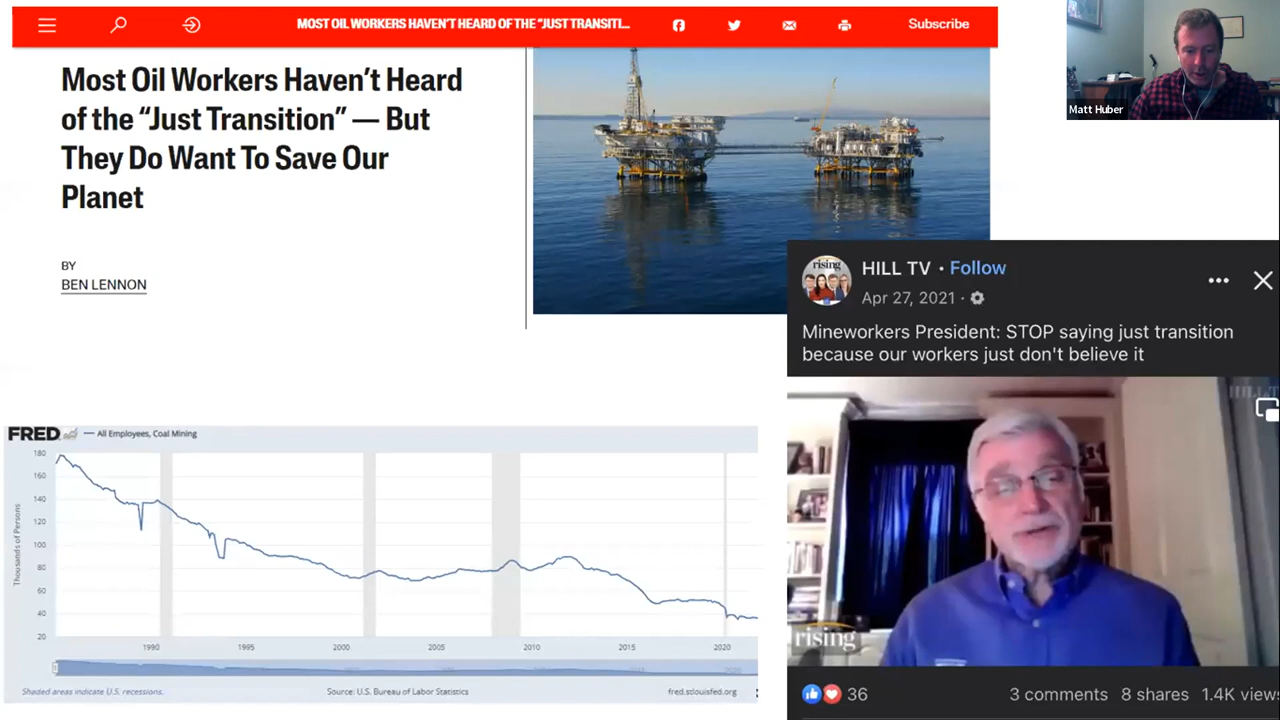 MOST OIL WORKERS HAVEN'T HEARD OF THE "JUST TRANSITI...
Subscribe
Most Oil Workers Haven't Heard
of the “Just Transition” — But
They Do Want To Save Our
Planet
BY
BEN LENNON
Matt Huber
rising
HILL TV · Follow
Apr 27, 2021 ·
Mineworkers President: STOP saying just transition
because our workers just don't believe it
HILL T
rising
36
3 comments 8 shares 1.4K views
FRED
All Employees, Coal Mining
Thousands of Persons
180
160
140
120
100
80
60
40
20
1990 1995 2000 2005 2010 2015 2020
Shaded areas indicate U.S. recessions.
Source: U.S. Bureau of Labor Statistics
fred.stlouisfed.org